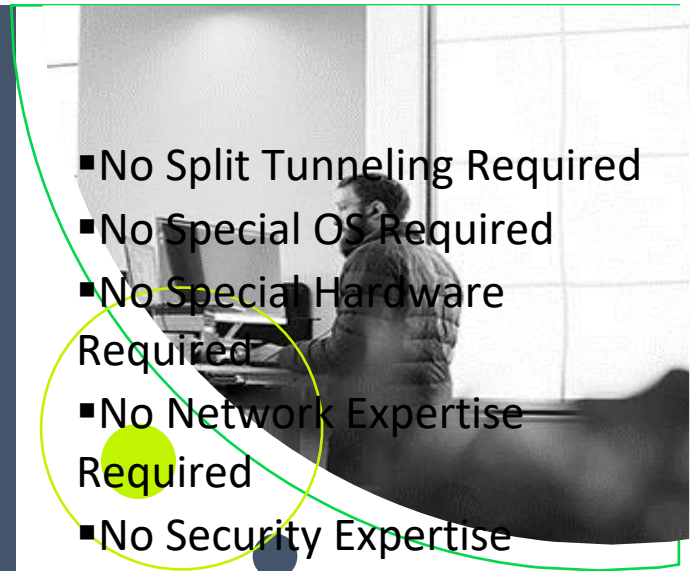 ▪No Split Tunneling Required
▪No Special OS Required
▪No Special Hardware
Required
▪No Network Expertise
Required
▪No Security Expertise